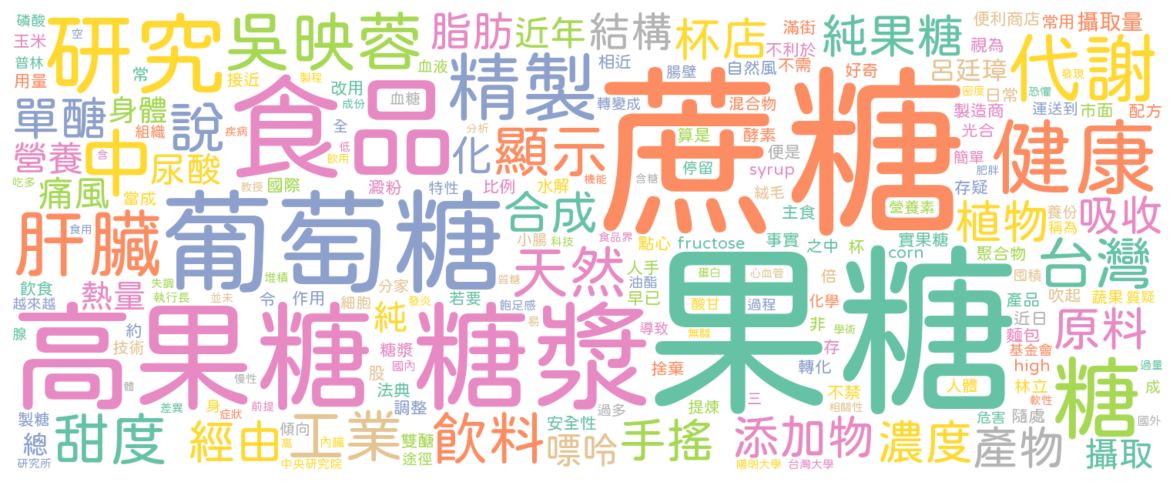 磷酸 空 研究 吳映蓉 脂肪 近年 結構 杯店 滿街 純果糖 便利商店 常用 攝取量
玉米 普林 常 接近 血液 相近 腸壁 自然風 不利於 不需 好奇 視為 呂廷璋 代謝
用量 製程 改用 成份 血糖 精製 轉變成 混合物 日常 製造商 運送到 市面 恐懼 發現 密度 配方
單醣 身體 組織 說 疾病 全 低 分析 飲用 食品 化 顯示 算是 酵素 停留 便是 蔗糖 光合 簡單 肥胖 健康
營養 中 尿酸 含 教授 國際 澱粉 特性 比例 水解 機能 含糖 syrup 絨毛 營養素 存疑
吃多 痛風 當成 葡萄糖 合成 主食 植物 養份 稱為 吸收
肝臟 食用 小腸 科技 食品界 點心 fructose 事實 之中 杯 實果糖 corn 聚合物 台灣
飲食 越來越 熱量 失調 執行長 堆積 並未 令 作用 分家 細胞 若要 質糖 發炎 飽足感 天然 人手 早已 油酯 蛋白 心血管 倍 酸甘 過程 化學 囤積 吹起 產品 蔬果 質疑
腺 約 技術 高果糖 糖漿 純 易 糖漿 導致 無關 非 學術 存 果糖 近日 麵包 原料
體 慢性 股 國內 法典 捨棄 轉化 三 不禁 相關性 人體 基金會 high 林立 軟性 糖 成 過量
製糖 差異 身 症狀 前提 調整 過多 提煉 危害 隨處 國外
總 研究所 甜度 經由 傾向 高 工業 內臟 中央研究院 雙醣 途徑 飲料 安全性 嘌呤 手搖 添加物 陽明大學 台灣大學 濃度 產物 攝取